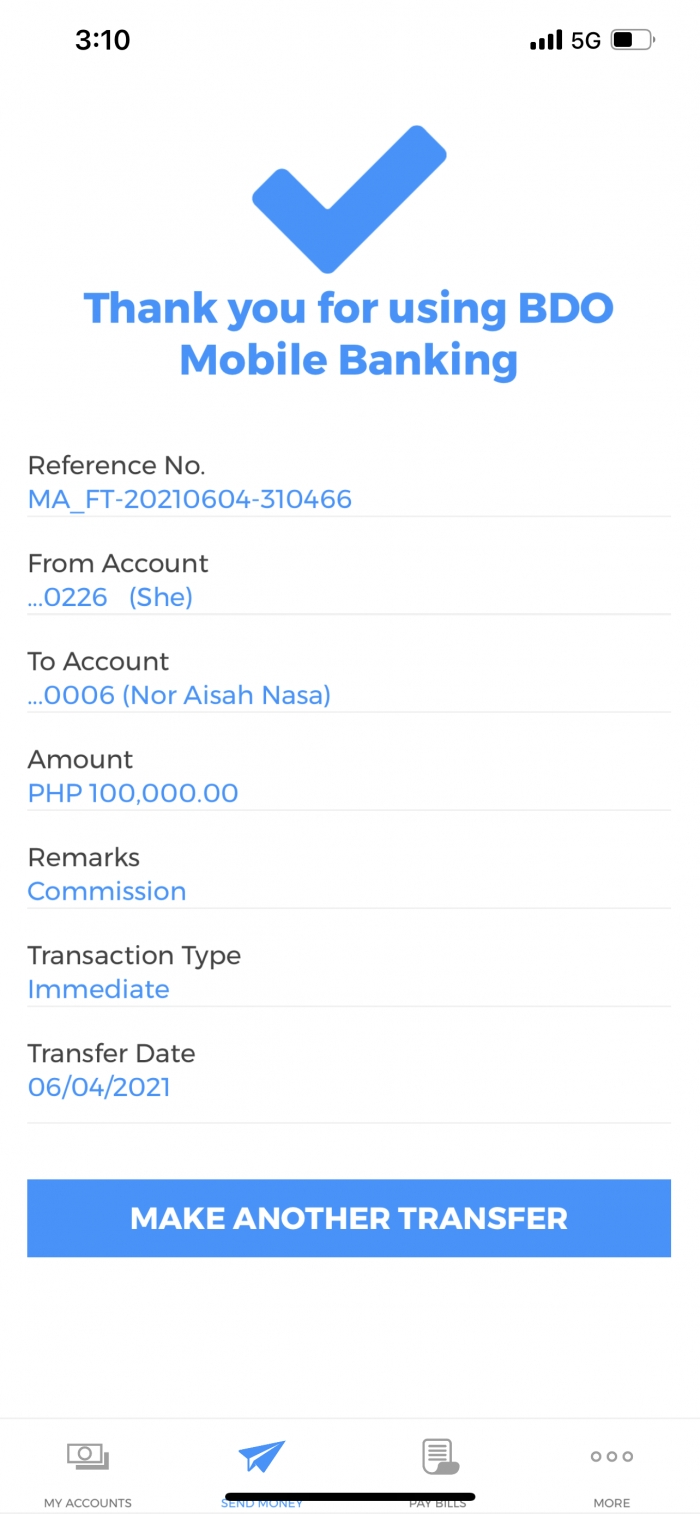 3:10
5G
Thank you for using BDO
Mobile Banking
Reference No.
MA_FT-20210604-310466
From Account
...0226 (She)
To Account
...0006 (Nor Aisah Nasa)
Amount
PHP 100,000.00
Remarks
Commission
Transaction Type
Immediate
Transfer Date
06/04/2021
MAKE ANOTHER TRANSFER
MY ACCOUNTS
SEND MONEY
PAY BILLS
MORE